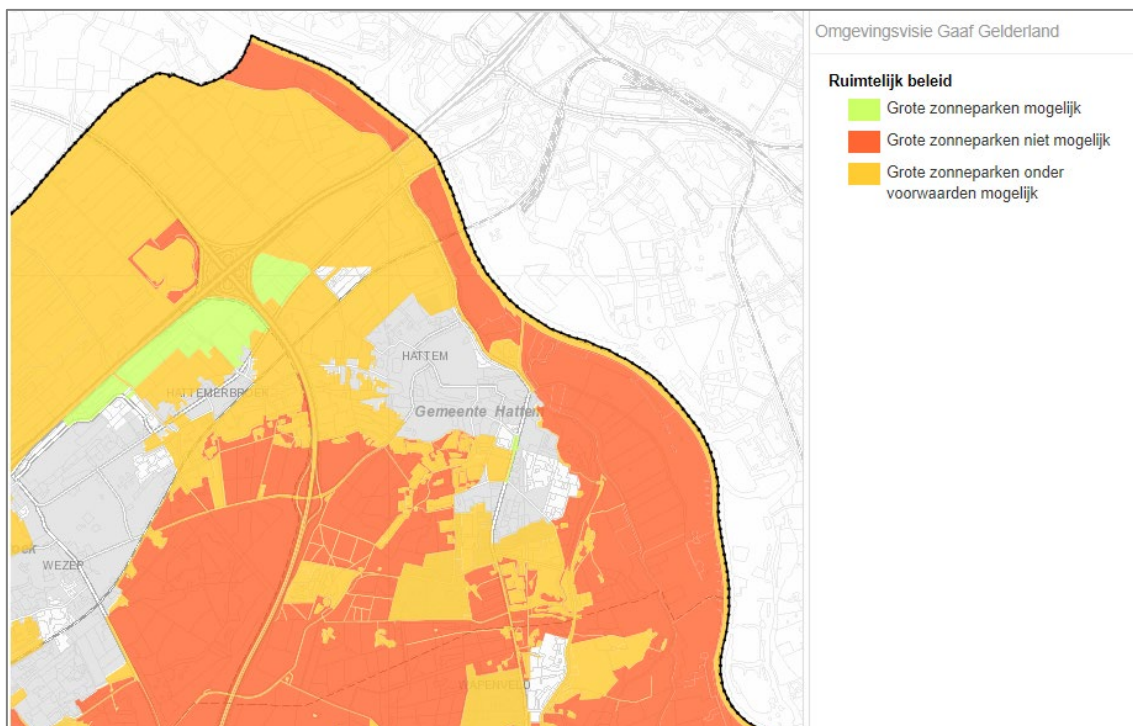 Omgevingsvisie Gaaf Gelderland
Ruimtelijk beleid
Grote zonneparken mogelijk
Grote zonneparken niet mogelijk
Grote zonneparken onder
voorwaarden mogelijk
HATTEM
HATTEMERBROEK
Gemeente Hattem
WEZEP
WAPENVELD